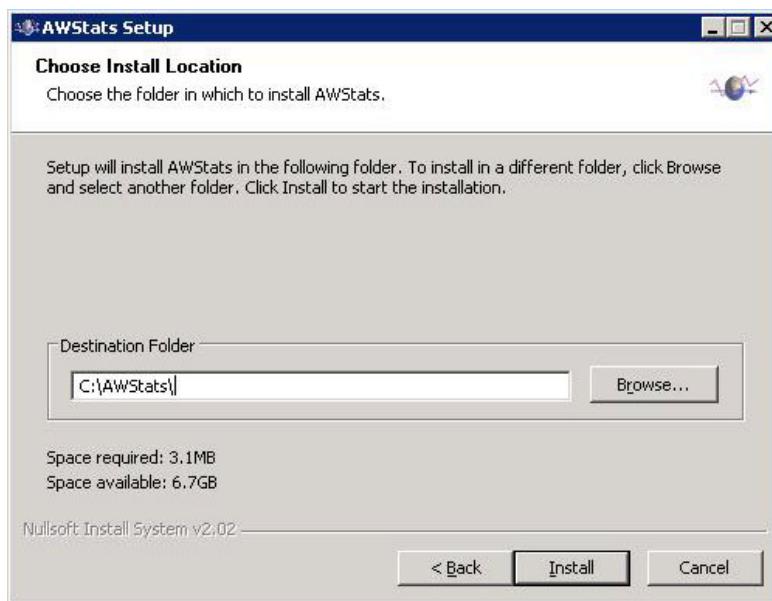 AWStats Setup
Choose Install Location
Choose the folder in which to install AWStats.
Setup will install AWStats in the following folder. To install in a different folder, click Browse
and select another folder. Click Install to start the installation.
Destination Folder
C:\AWStats\
Browse...
Space required: 3.1MB
Space available: 6.7GB
Nullsoft Install System v2.02
< Back
Install
Cancel